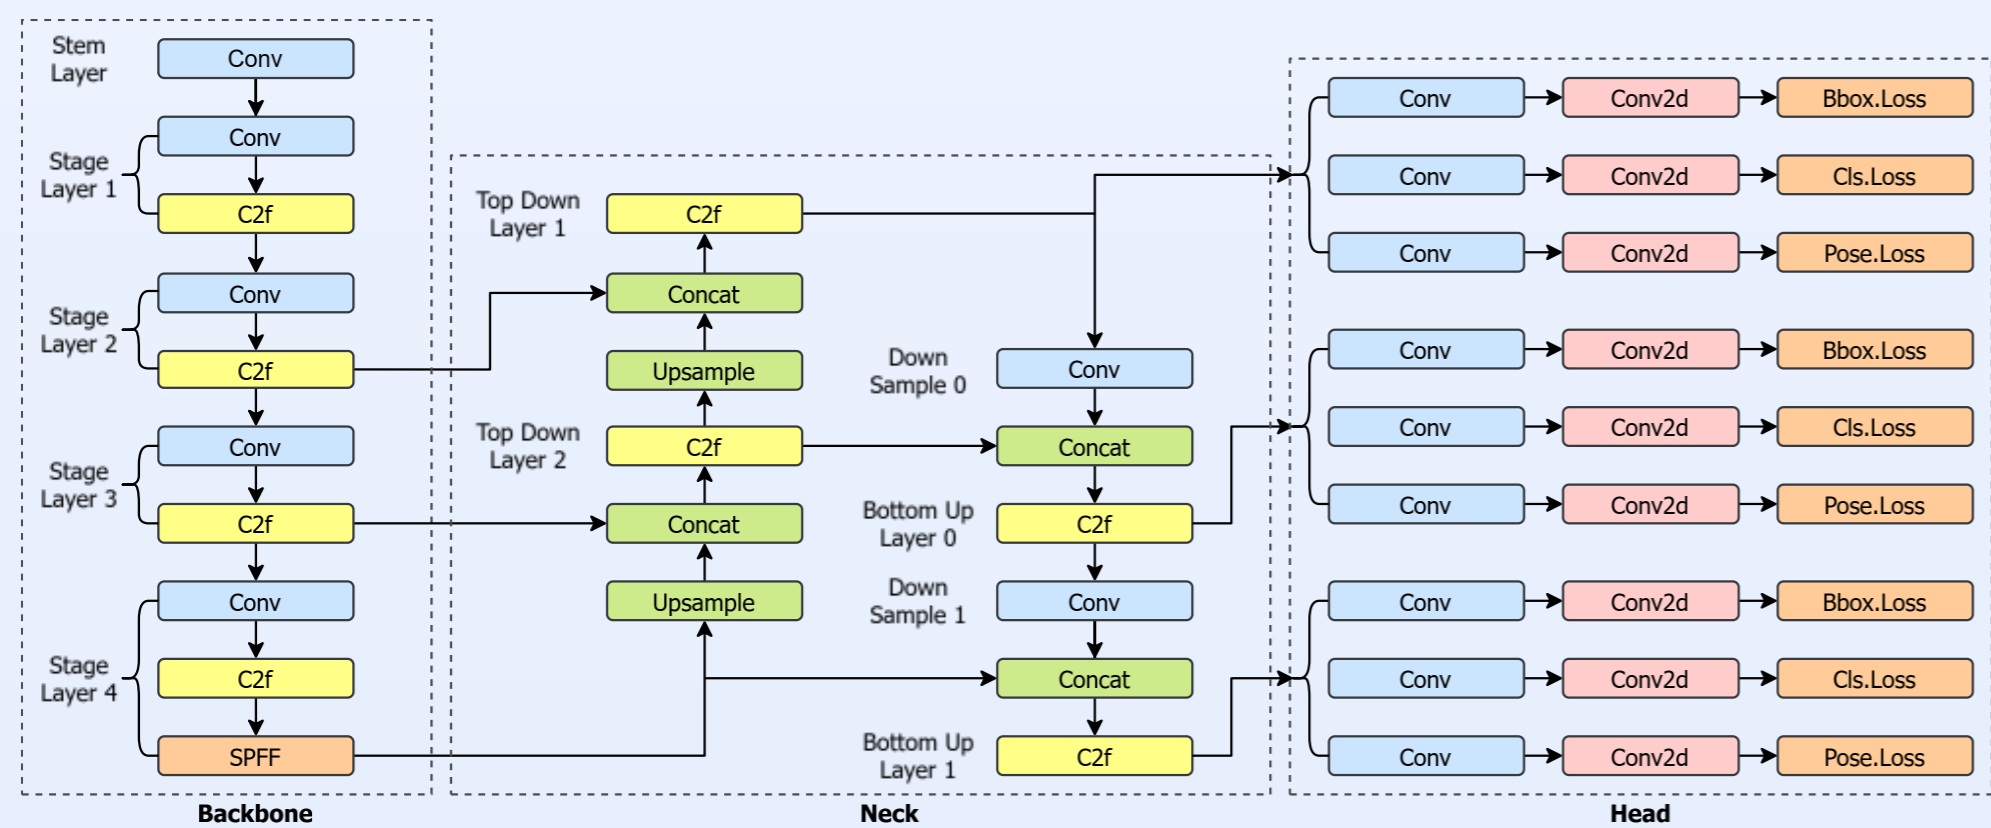 Stem
Layer
Conv
Stage
Layer 1
Conv
C2f
Stage
Layer 2
Conv
C2f
Stage
Layer 3
Conv
C2f
Stage
Layer 4
Conv
C2f
SPFF
Backbone
Top Down
Layer 1
C2f
Concat
Upsample
Top Down
Layer 2
C2f
Concat
Upsample
Down
Sample 0
Conv
Concat
Bottom Up
Layer 0
C2f
Down
Sample 1
Conv
Concat
Bottom Up
Layer 1
C2f
Neck
Conv Conv2d Bbox.Loss
Conv Conv2d Cls.Loss
Conv Conv2d Pose.Loss
Conv Conv2d Bbox.Loss
Conv Conv2d Cls.Loss
Conv Conv2d Pose.Loss
Conv Conv2d Bbox.Loss
Conv Conv2d Cls.Loss
Conv Conv2d Pose.Loss
Head